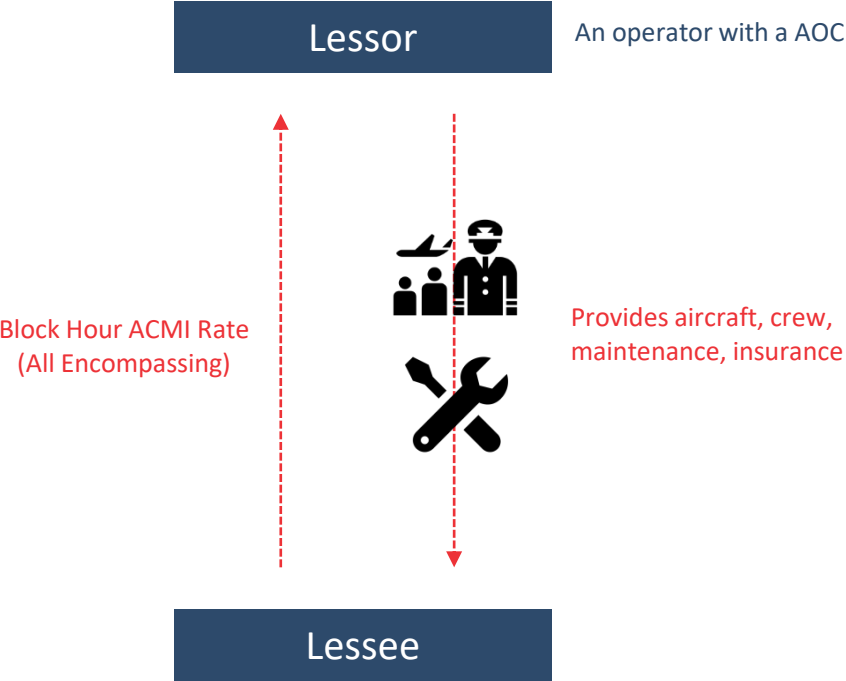 Lessor
An operator with a AOC
Block Hour ACMI Rate
(All Encompassing)
Provides aircraft, crew,
maintenance, insurance
Lessee